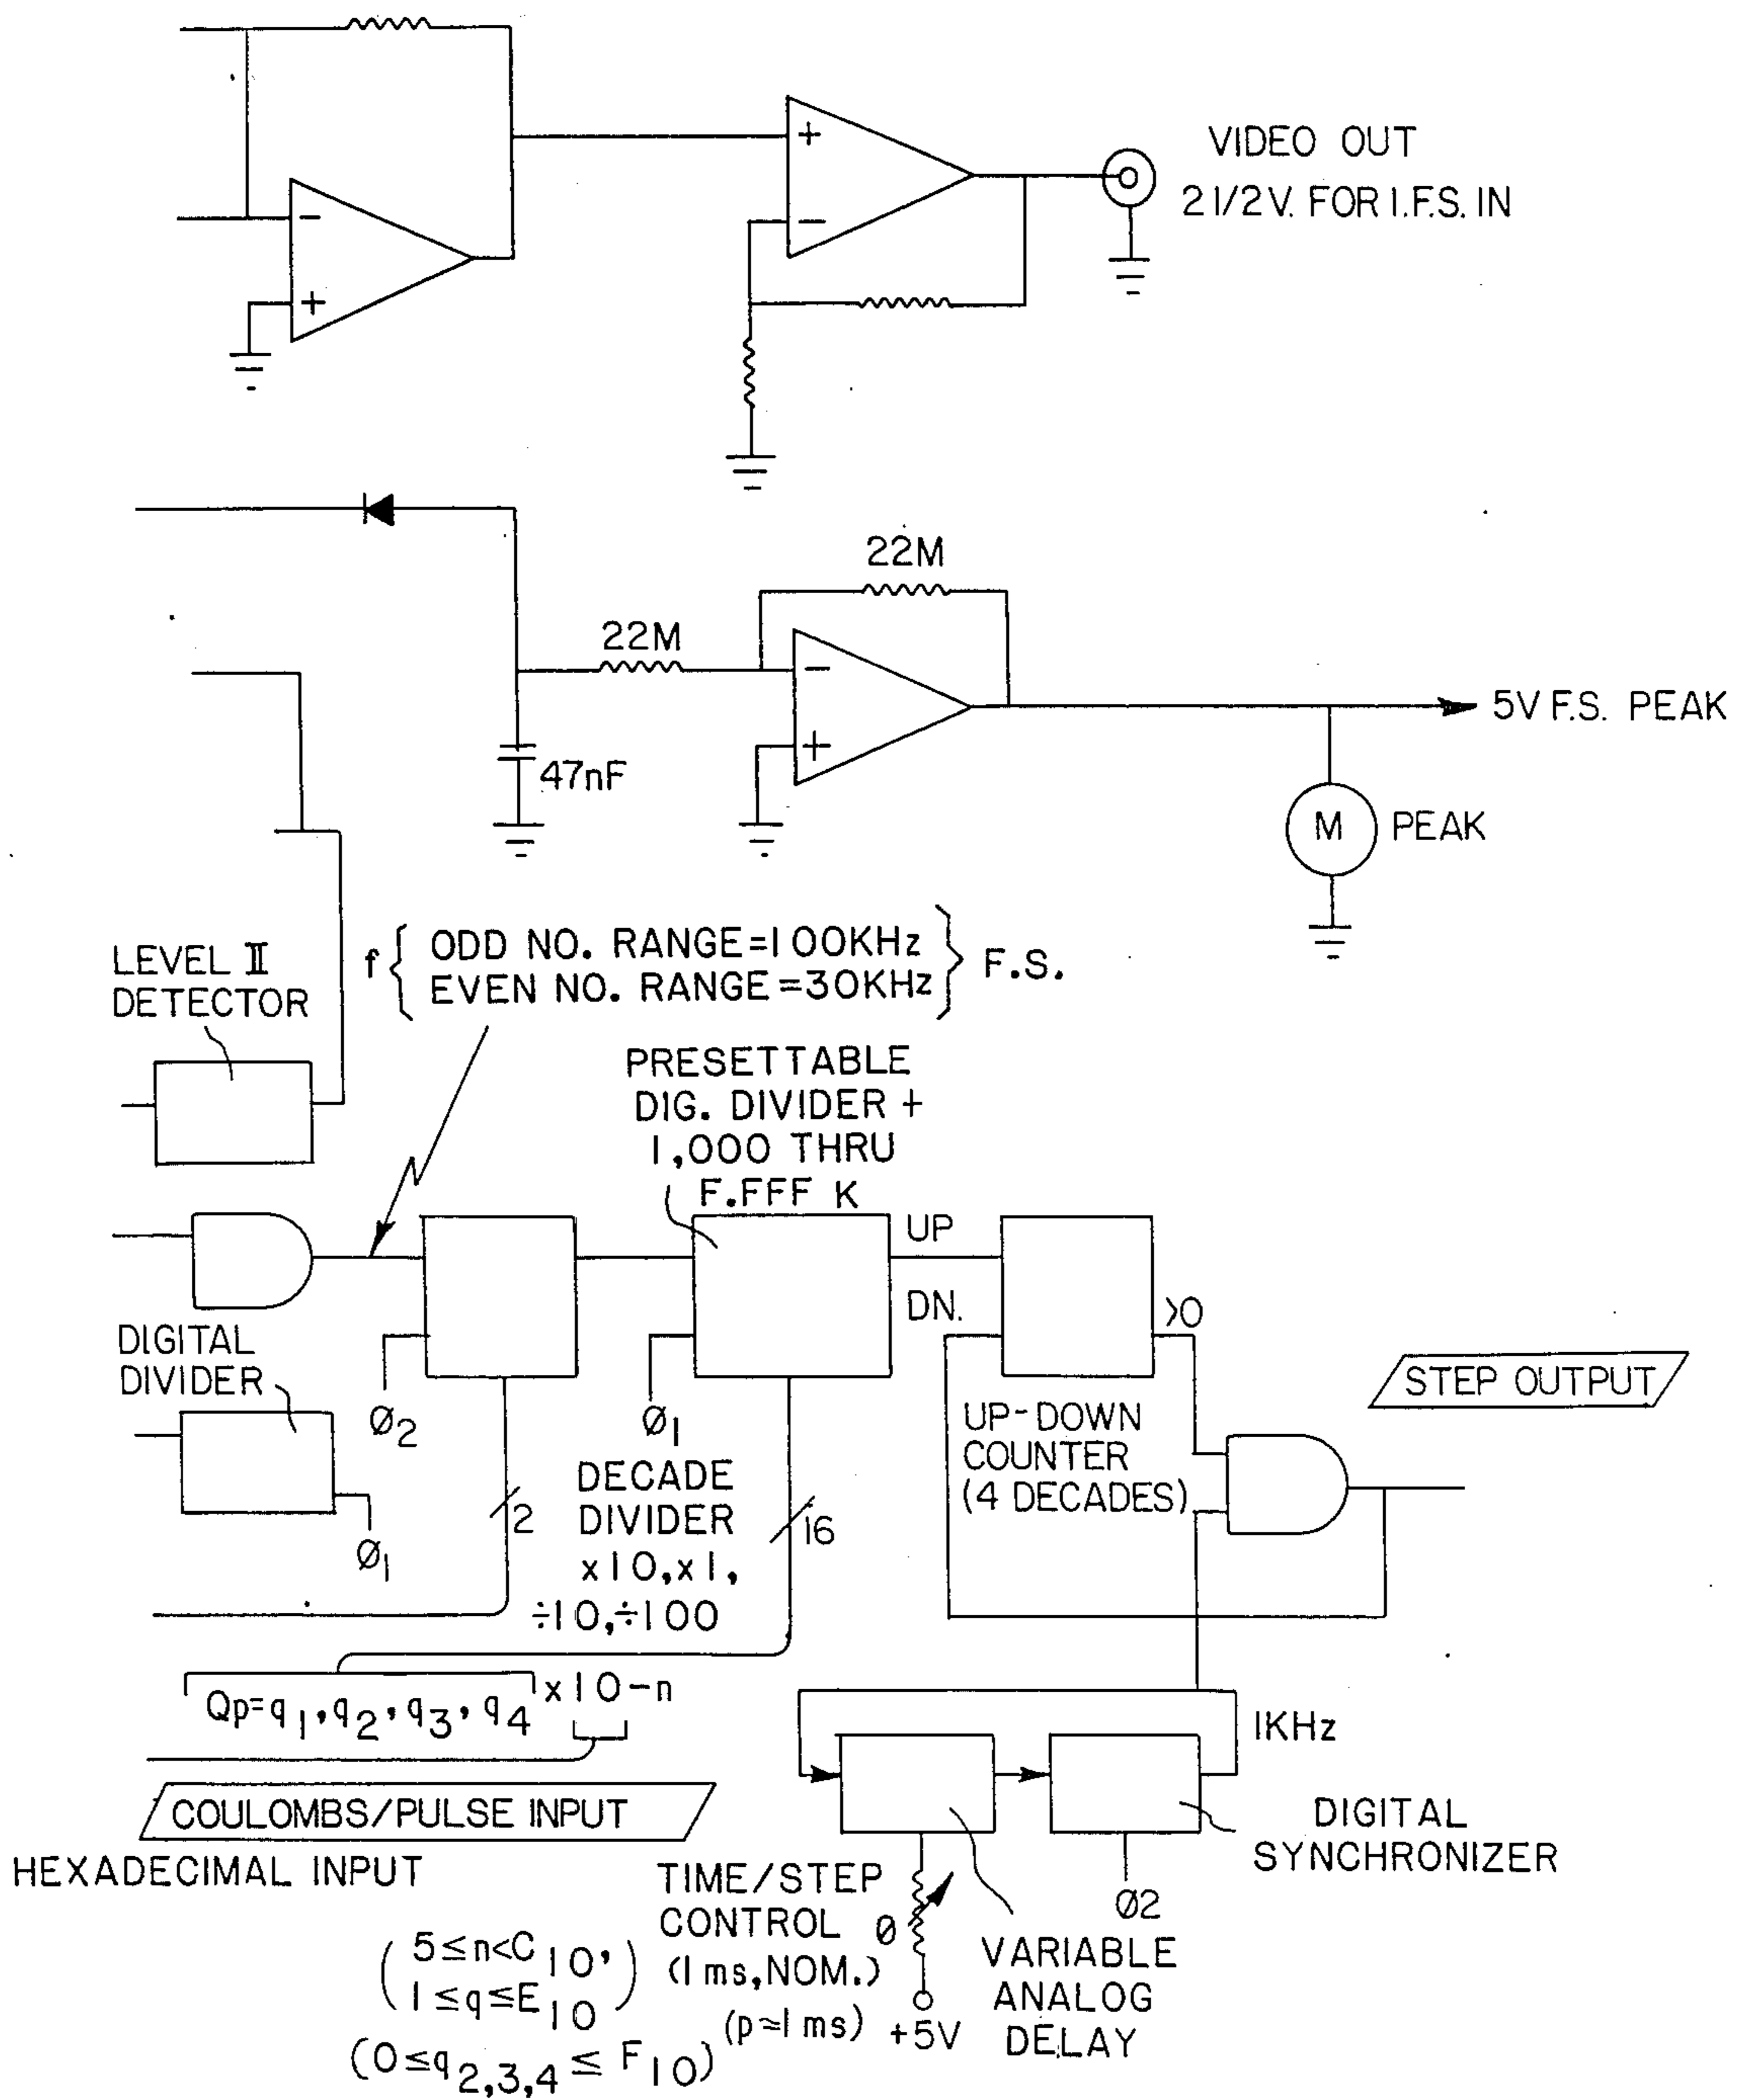 VIDEO OUT
2 1/2V. FOR I.F.S. IN
−
+
+
−
22M
22M
−
+
47nF
5V F.S. PEAK
M
PEAK
LEVEL II
DETECTOR
f { ODD NO. RANGE=100KHz
EVEN NO. RANGE=30KHz } F.S.
PRESETTABLE
DIG. DIVIDER +
1,000 THRU
F.FFF K
UP
DN.
>0
DIGITAL
DIVIDER
Ø2
Ø1
Ø1
2
16
DECADE
DIVIDER
x10,x1,
÷10,÷100
UP-DOWN
COUNTER
(4 DECADES)
STEP OUTPUT
Qp=q1,q2,q3,q4 x10-n
COULOMBS/PULSE INPUT
HEXADECIMAL INPUT
1KHz
DIGITAL
SYNCHRONIZER
Ø2
TIME/STEP
CONTROL Ø
(1ms,NOM.)
(p≈1ms) +5V
VARIABLE
ANALOG
DELAY
(5≤n<C10,
1≤q≤E10)
(0≤q2,3,4 ≤ F10)